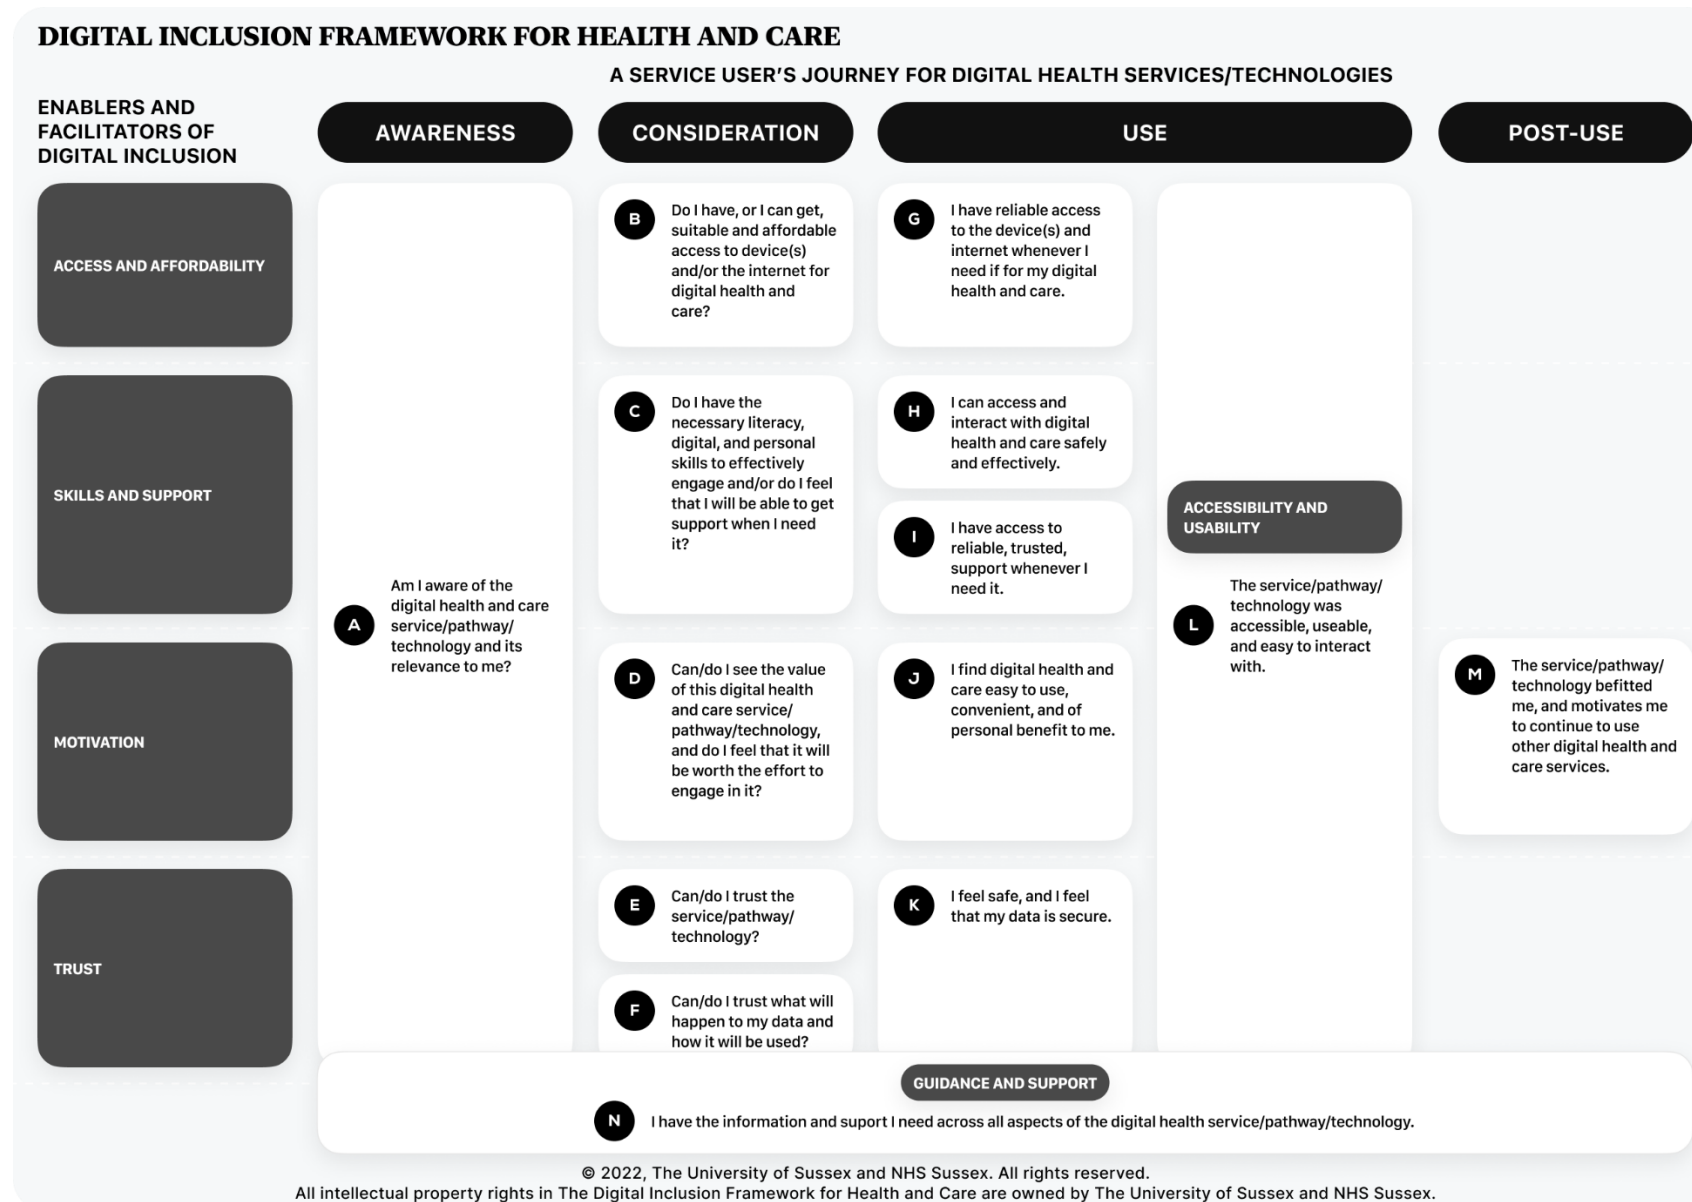 DIGITAL INCLUSION FRAMEWORK FOR HEALTH AND CARE
A SERVICE USER'S JOURNEY FOR DIGITAL HEALTH SERVICES/TECHNOLOGIES
ENABLERS AND
FACILITATORS OF
DIGITAL INCLUSION
AWARENESS
CONSIDERATION
USE
POST-USE
ACCESS AND AFFORDABILITY
SKILLS AND SUPPORT
MOTIVATION
TRUST
A
Am I aware of the
digital health and care
service/pathway/
technology and its
relevance to me?
B
Do I have, or I can get,
suitable and affordable
access to device(s)
and/or the internet for
digital health and
care?
C
Do I have the
necessary literacy,
digital, and personal
skills to effectively
engage and/or do I feel
that I will be able to get
support when I need
it?
D
Can/do I see the value
of this digital health
and care service/
pathway/technology,
and do I feel that it will
be worth the effort to
engage in it?
E
Can/do I trust the
service/pathway/
technology?
F
Can/do I trust what will
happen to my data and
how it will be used?
G
I have reliable access
to the device(s) and
internet whenever I
need if for my digital
health and care.
H
I can access and
interact with digital
health and care safely
and effectively.
I
I have access to
reliable, trusted,
support whenever I
need it.
J
I find digital health and
care easy to use,
convenient, and of
personal benefit to me.
K
I feel safe, and I feel
that my data is secure.
ACCESSIBILITY AND
USABILITY
L
The service/pathway/
technology was
accessible, useable,
and easy to interact
with.
M
The service/pathway/
technology befitted
me, and motivates me
to continue to use
other digital health and
care services.
GUIDANCE AND SUPPORT
N
I have the information and suport I need across all aspects of the digital health service/pathway/technology.
© 2022, The University of Sussex and NHS Sussex. All rights reserved.
All intellectual property rights in The Digital Inclusion Framework for Health and Care are owned by The University of Sussex and NHS Sussex.